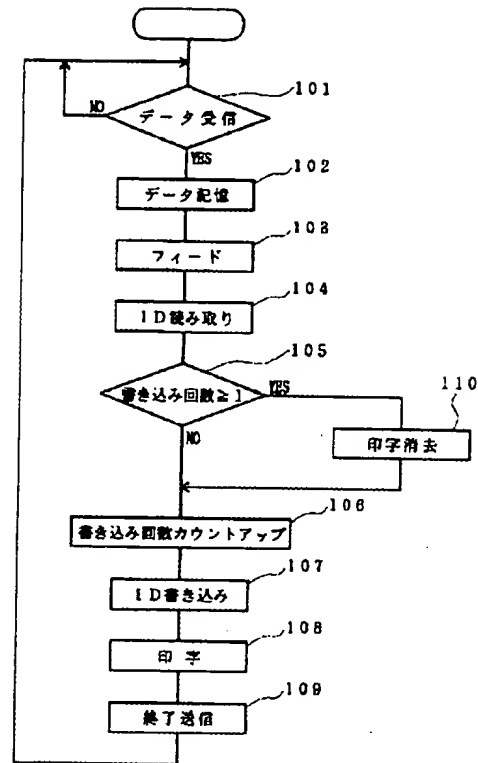 101
データ受信
NO
YES
102
データ記憶
103
フィード
104
ID読み取り
105
書き込み回数≧1
YES
NO
110
印字消去
106
書き込み回数カウントアップ
107
ID書き込み
108
印字
109
終了送信